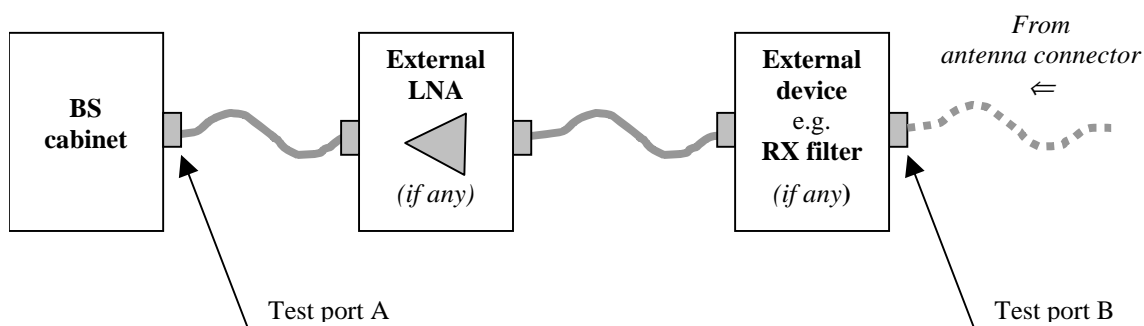 BS
cabinet
External
LNA
(if any)
External
device
e.g.
RX filter
(if any)
From
antenna connector
⇐
Test port A
Test port B